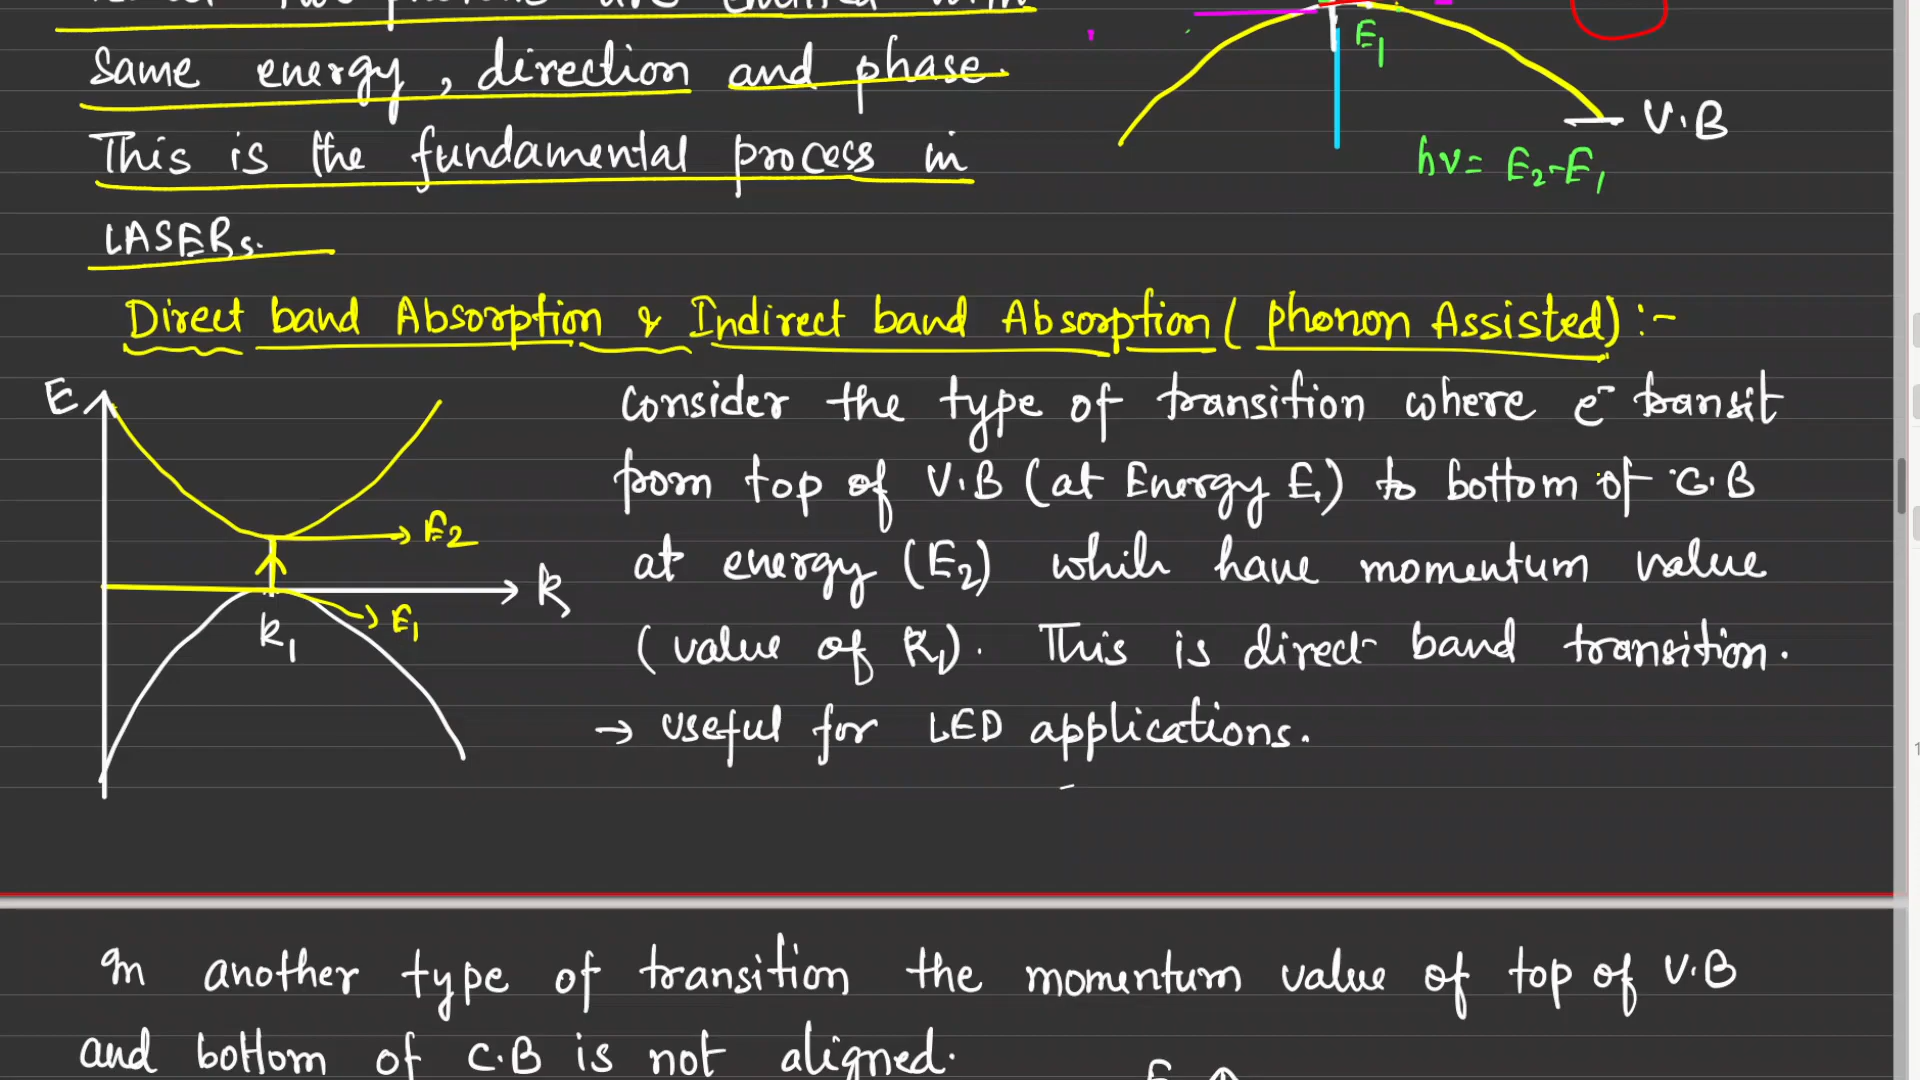 same energy, direction and phase.
This is the fundamental process in
LASERs.
E1
V.B
hν= E2-E1
Direct band Absorption & Indirect band Absorption (phonon Assisted) :-
E
E2
k
E1
k1
Consider the type of transition where e- transit
from top of V.B (at Energy E1) to bottom of C.B
at energy (E2) which have momentum value
(value of k1). This is direct band transition.
→ useful for LED applications.
In another type of transition the momentum value of top of V.B
and bottom of C.B is not aligned.
E